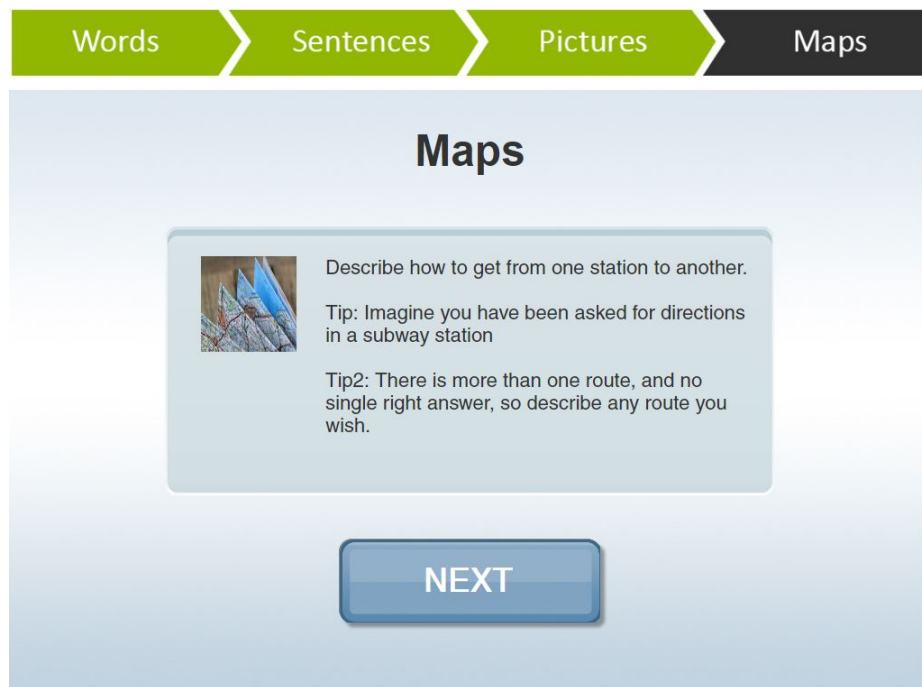 Words
Sentences
Pictures
Maps
Maps
Describe how to get from one station to another.
Tip: Imagine you have been asked for directions
in a subway station
Tip2: There is more than one route, and no
single right answer, so describe any route you
wish.
NEXT